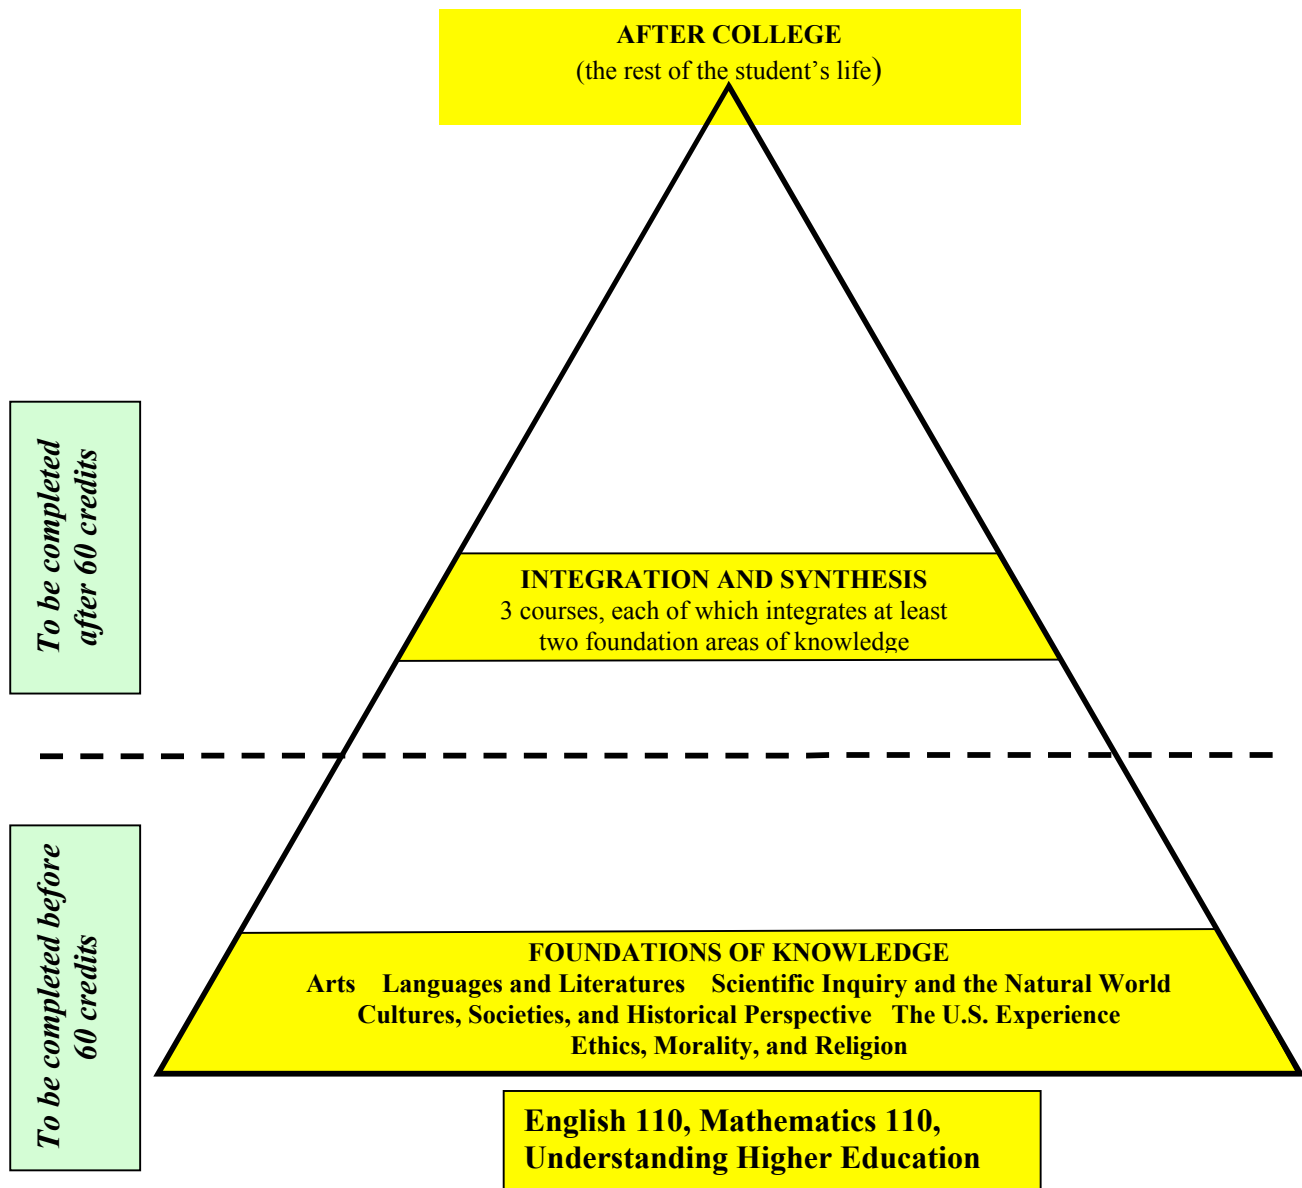 AFTER COLLEGE
(the rest of the student’s life)
To be completed
after 60 credits
INTEGRATION AND SYNTHESIS
3 courses, each of which integrates at least
two foundation areas of knowledge
To be completed before
60 credits
FOUNDATIONS OF KNOWLEDGE
Arts Languages and Literatures Scientific Inquiry and the Natural World
Cultures, Societies, and Historical Perspective The U.S. Experience
Ethics, Morality, and Religion
English 110, Mathematics 110,
Understanding Higher Education